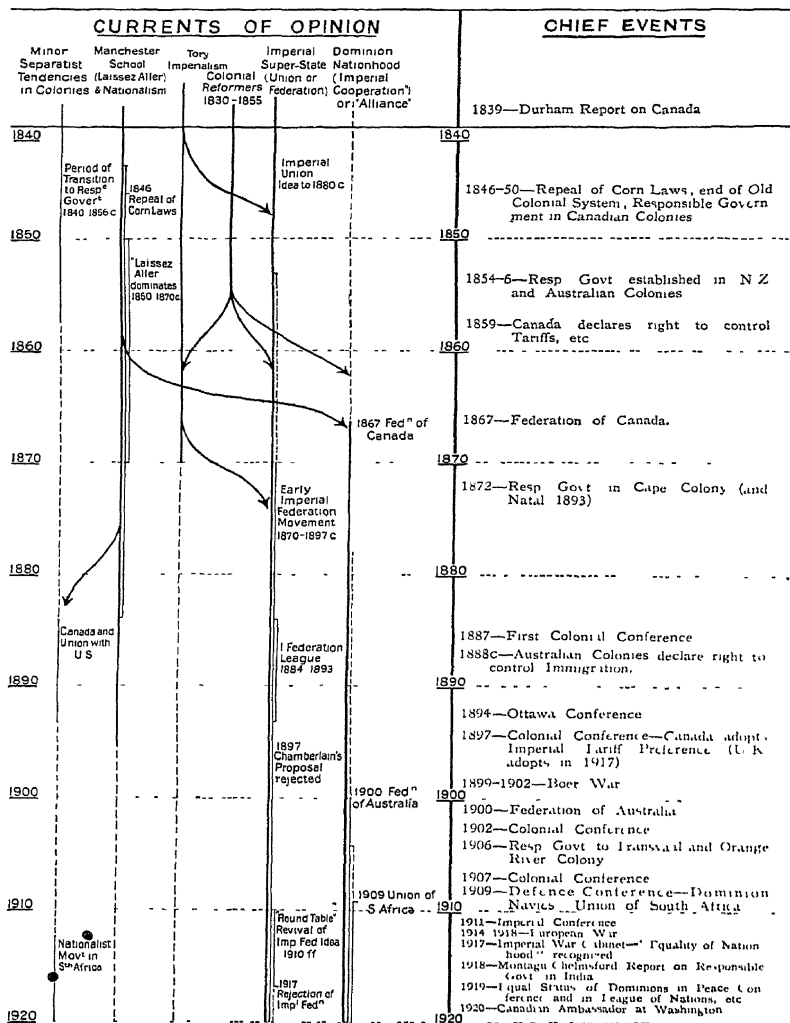 CURRENTS OF OPINION
Minor
Separatist
Tendencies
in Colonies
Manchester
School
(Laissez Aller)
& Nationalism
Tory
Imperialism
Colonial
Reformers
1830-1855
Imperial
Super-State
(Union or
Federation)
Dominion
Nationhood
(Imperial
Cooperation")
or "Alliance"
1840
Period of
Transition
to Respᵉ
Goverᵗ
1840 1856 c
1846
Repeal of
Corn Laws
Imperial
Union
Idea to 1880 c
1850
"Laissez
Aller
dominates
1850 1870c.
1860
1867 Fedⁿ of
Canada
1870
Early
Imperial
Federation
Movement
1870-1897 c
1880
Canada and
Union with
U S
I Federation
League
1884 1893
1890
1897
Chamberlain's
Proposal
rejected
1900
1900 Fedⁿ
of Australia
1909 Union of
S Africa
1910
"Round Table"
Revival of
Imp Fed Idea
1910 ff
Nationalist
Movᵗ in
Sᵗʰ Africa
1917
Rejection of
Impˡ Fedⁿ
1920
CHIEF EVENTS
1839—Durham Report on Canada
1840
1846-50—Repeal of Corn Laws, end of Old
Colonial System, Responsible Govern
ment in Canadian Colonies
1850
1854-6—Resp Govt established in N Z
and Australian Colonies
1859—Canada declares right to control
Tariffs, etc
1860
1867—Federation of Canada.
1870
1872—Resp Govt in Cape Colony (and
Natal 1893)
1880
1887—First Colonial Conference
1888c—Australian Colonies declare right to
control Immigration.
1890
1894—Ottawa Conference
1897—Colonial Conference—Canada adopts
Imperial Tariff Preference (U K
adopts in 1917)
1899-1902—Boer War
1900
1900—Federation of Australia
1902—Colonial Conference
1906—Resp Govt to Transvaal and Orange
River Colony
1907—Colonial Conference
1909—Defence Conference—Dominion
Navies Union of South Africa
1910
1911—Imperial Conference
1914 1918—European War
1917—Imperial War Cabinet—"Equality of Nation
hood" recognised
1918—Montagu Chelmsford Report on Responsible
Govt in India
1919—Equal Status of Dominions in Peace Con
ference and in League of Nations, etc
1920—Canadian Ambassador at Washington
1920